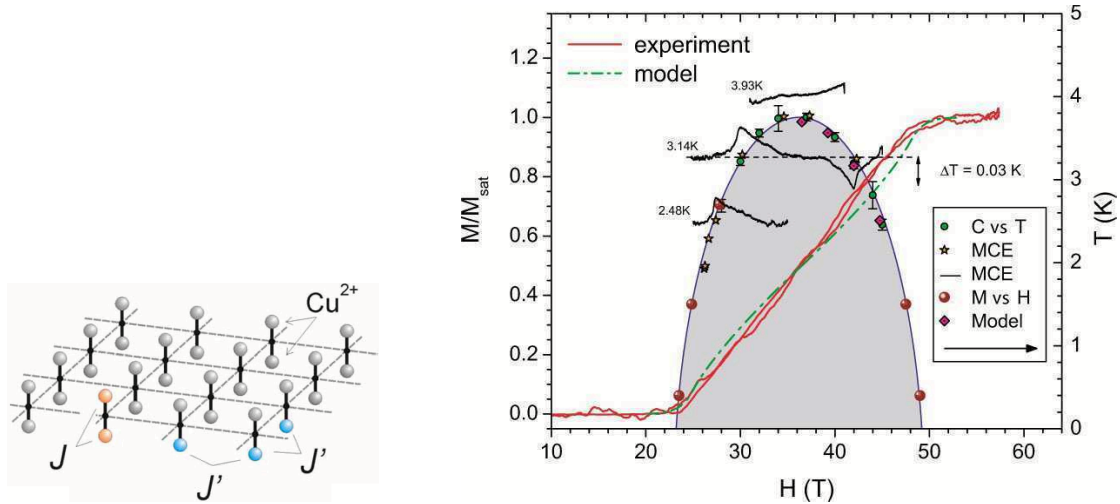 Cu2+
J
J'
J'
M/Msat
1.2
1.0
0.8
0.6
0.4
0.2
0.0
experiment
model
3.93K
3.14K
2.48K
ΔT = 0.03 K
C vs T
MCE
MCE
M vs H
Model
5
4
3
2
1
0
T (K)
10 20 30 40 50 60
H (T)